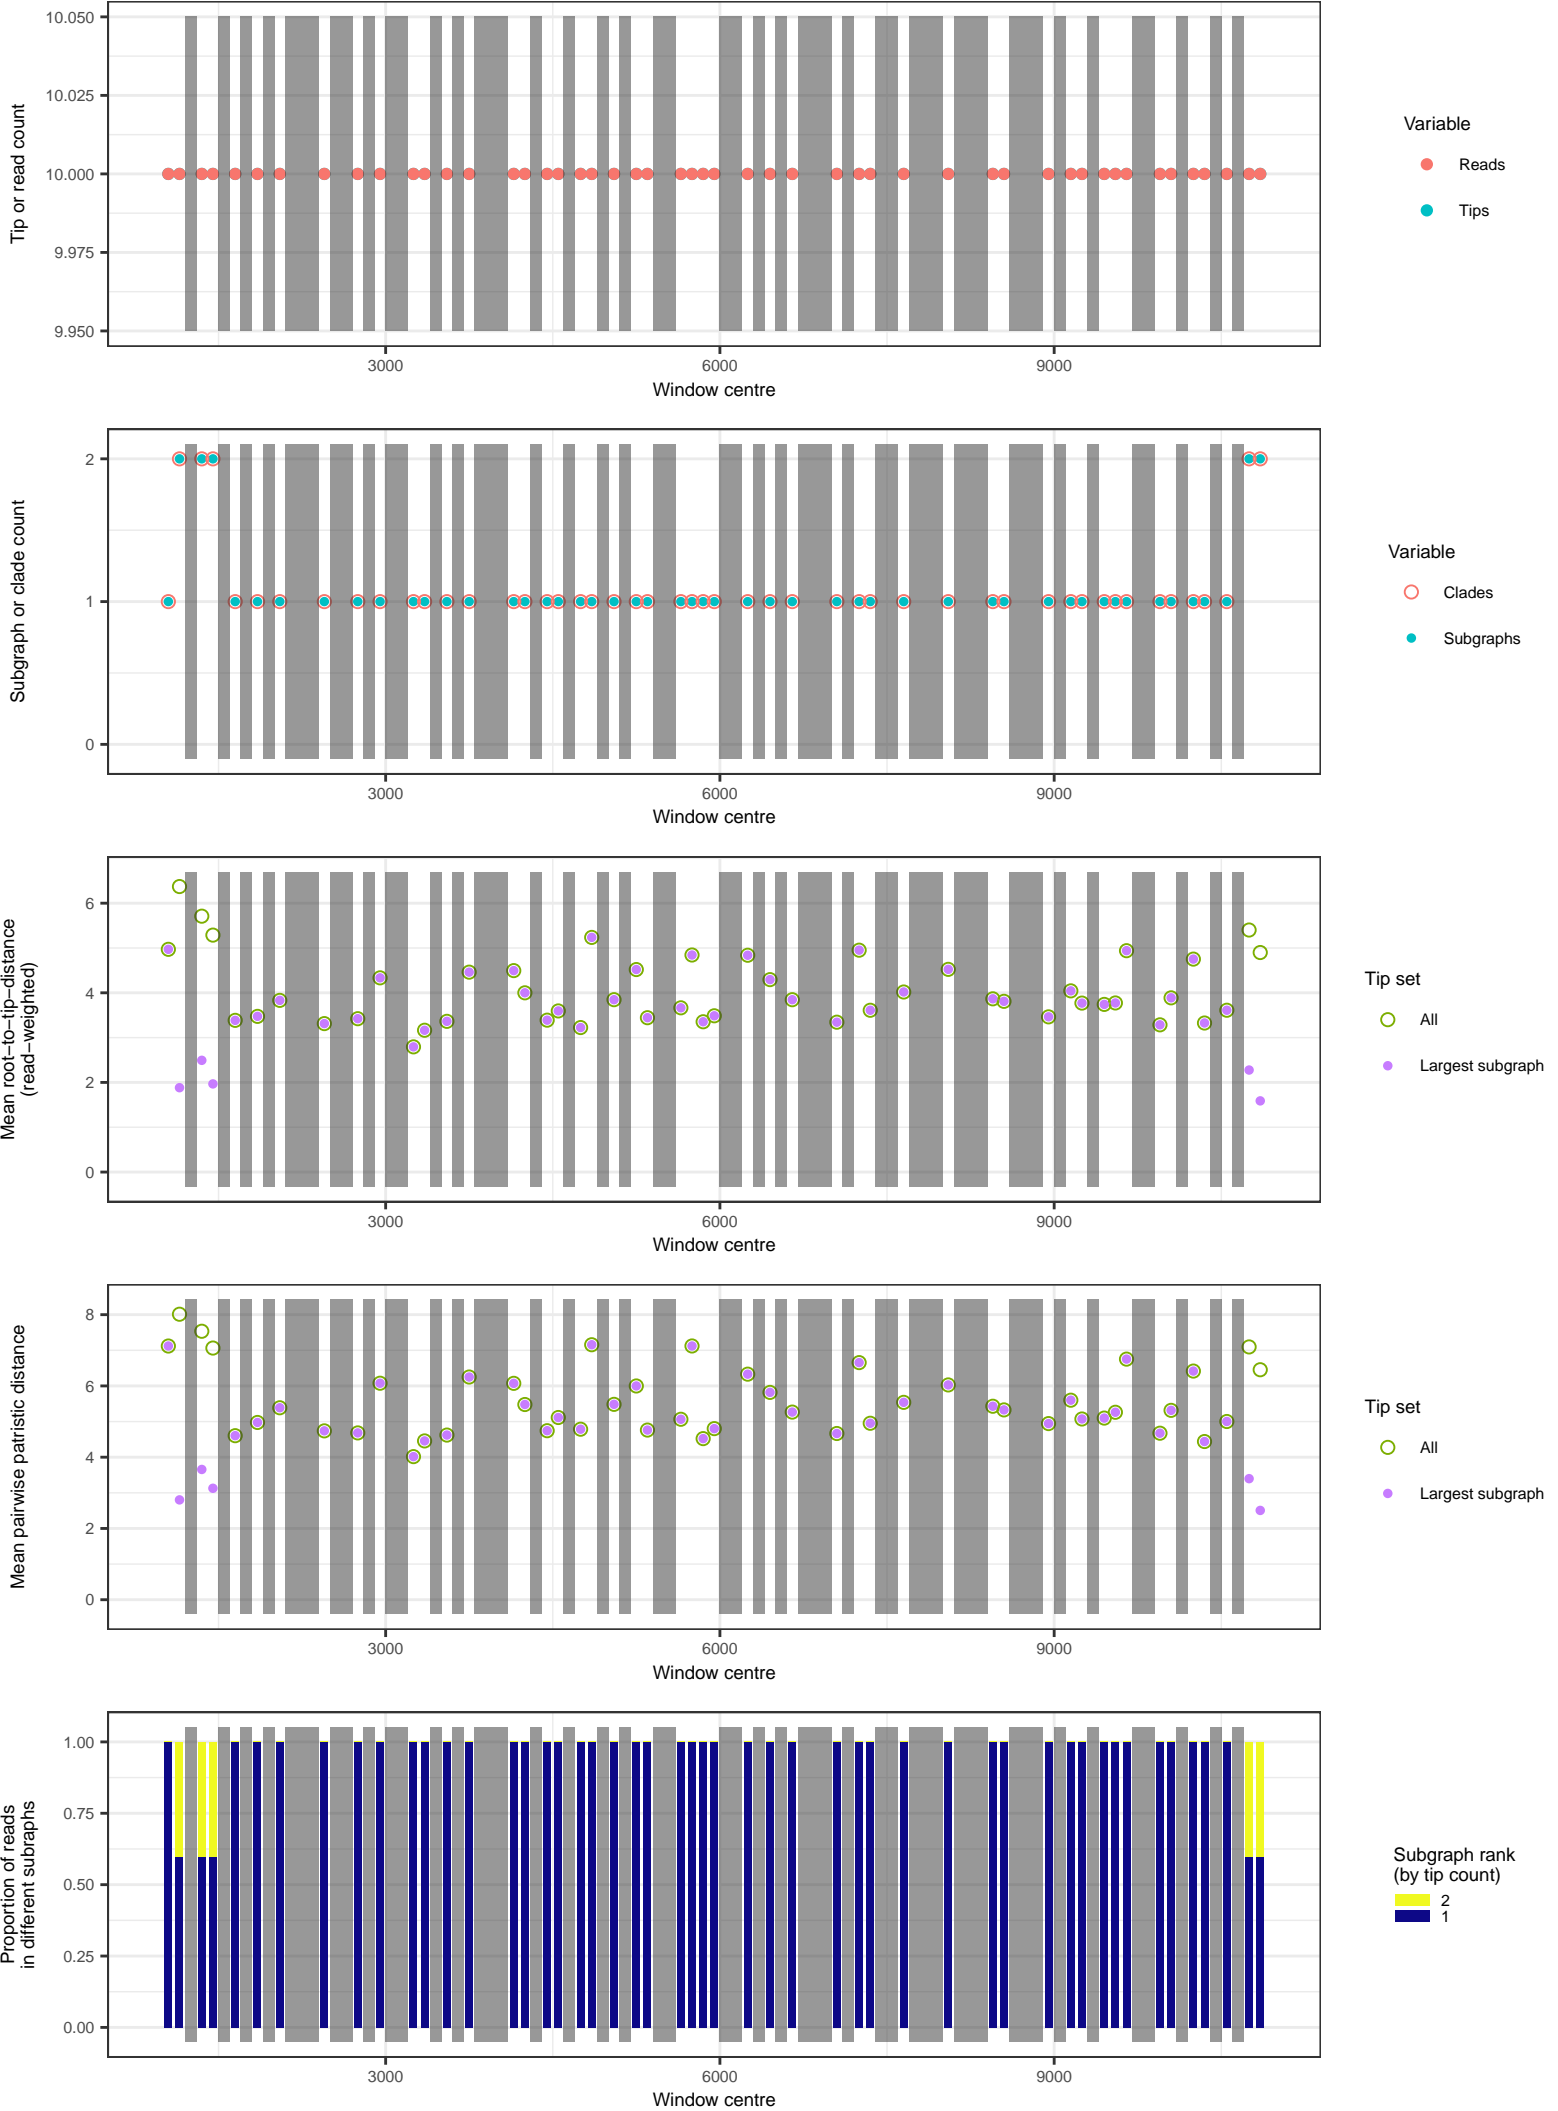 10.050
10.025
10.000
9.975
9.950
Tip or read count
3000
6000
9000
Window centre
Variable
Reads
Tips
2
1
0
Subgraph or clade count
3000
6000
9000
Window centre
Variable
Clades
Subgraphs
6
4
2
0
Mean root−to−tip−distance
(read−weighted)
3000
6000
9000
Window centre
Tip set
All
Largest subgraph
8
6
4
2
0
Mean pairwise patristic distance
3000
6000
9000
Window centre
Tip set
All
Largest subgraph
1.00
0.75
0.50
0.25
0.00
Proportion of reads
in different subraphs
3000
6000
9000
Window centre
Subgraph rank
(by tip count)
2
1